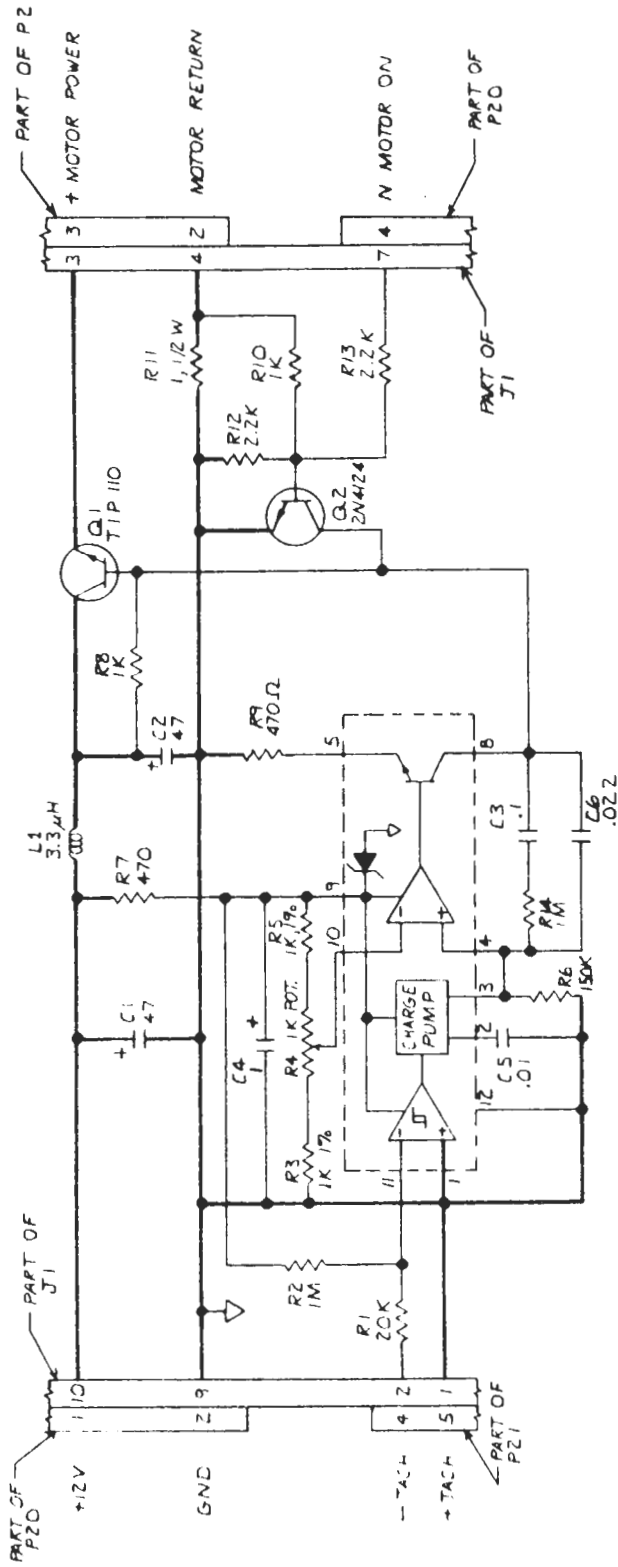 PART OF
P20
PART OF
J1
+12V
1
10
GND
2
9
- TACH
4
2
+ TACH
5
1
PART OF
P21
C1
47
+
L1
3.3 µH
R7
470
R2
1M
R1
20K
C4
1
+
R3
1K 1%
R4
1K POT.
R5
1K, 1%
C2
47
+
R8
1K
R9
470Ω
Q1
TIP 110
9
10
5
11
1
12
2
3
4
8
-
+
CHARGE
PUMP
-
+
C5
.01
R6
150K
R14
1M
C3
.1
C6
.022
R12
2.2K
Q2
2N4124
R11
1, 1/2 W
R10
1K
R13
2.2K
PART OF P2
3
3
+ MOTOR POWER
4
2
MOTOR RETURN
7
4
N MOTOR ON
PART OF
J1
PART OF
P20